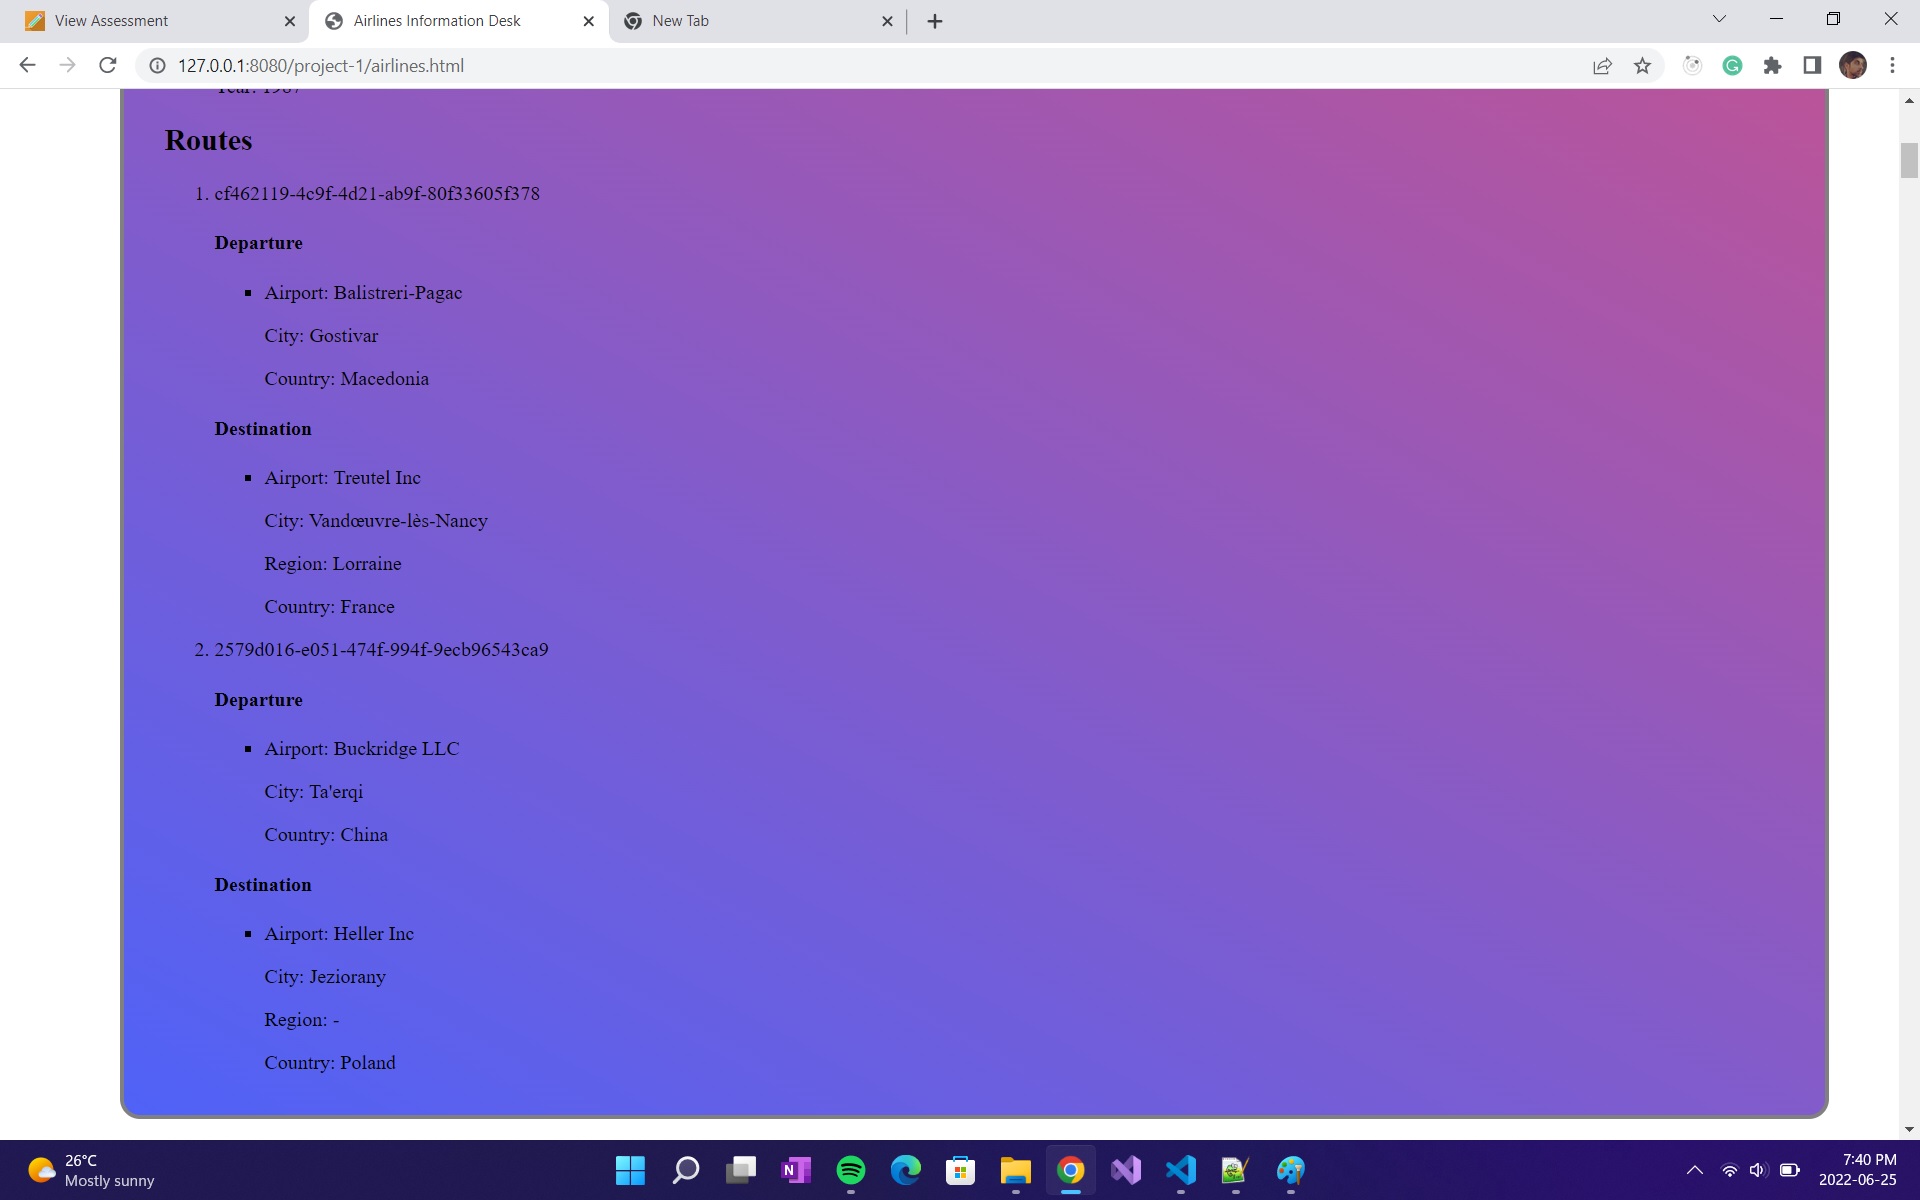 View Assessment
Airlines Information Desk
New Tab
127.0.0.1:8080/project-1/airlines.html
Year: 1987
Routes
1. cf462119-4c9f-4d21-ab9f-80f33605f378
Departure
Airport: Balistreri-Pagac
City: Gostivar
Country: Macedonia
Destination
Airport: Treutel Inc
City: Vandœuvre-lès-Nancy
Region: Lorraine
Country: France
2. 2579d016-e051-474f-994f-9ecb96543ca9
Departure
Airport: Buckridge LLC
City: Ta'erqi
Country: China
Destination
Airport: Heller Inc
City: Jeziorany
Region: -
Country: Poland
26°C
Mostly sunny
7:40 PM
2022-06-25